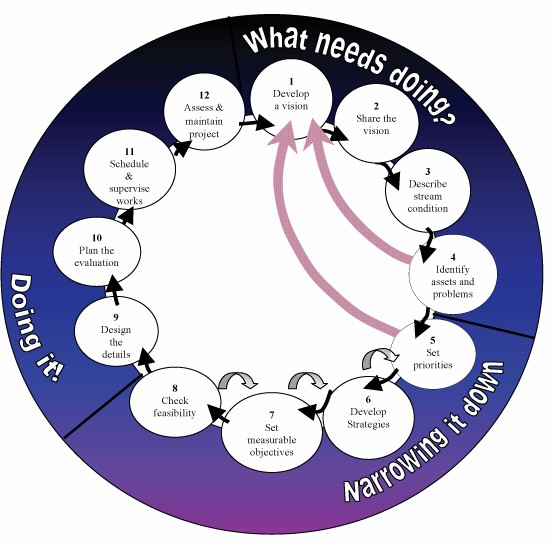 What needs doing?
1
Develop
a vision
2
Share the
vision
3
Describe
stream
condition
4
Identify
assets and
problems
5
Set
priorities
Narrowing it down
6
Develop
Strategies
7
Set
measurable
objectives
8
Check
feasibility
Doing it!
9
Design
the
details
10
Plan the
evaluation
11
Schedule
&
supervise
works
12
Assess &
maintain
project